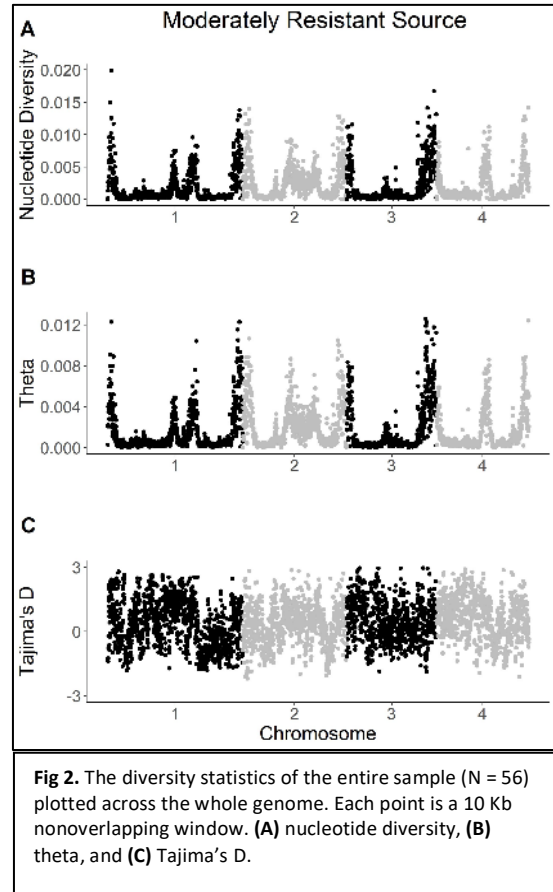 Moderately Resistant Source
A
Nucleotide Diversity
0.020
0.015
0.010
0.005
0.000
1 2 3 4
B
Theta
0.012
0.008
0.004
0.000
1 2 3 4
C
Tajima's D
3
0
-3
1 2 3 4
Chromosome
Fig 2. The diversity statistics of the entire sample (N = 56)
plotted across the whole genome. Each point is a 10 Kb
nonoverlapping window. (A) nucleotide diversity, (B)
theta, and (C) Tajima’s D.